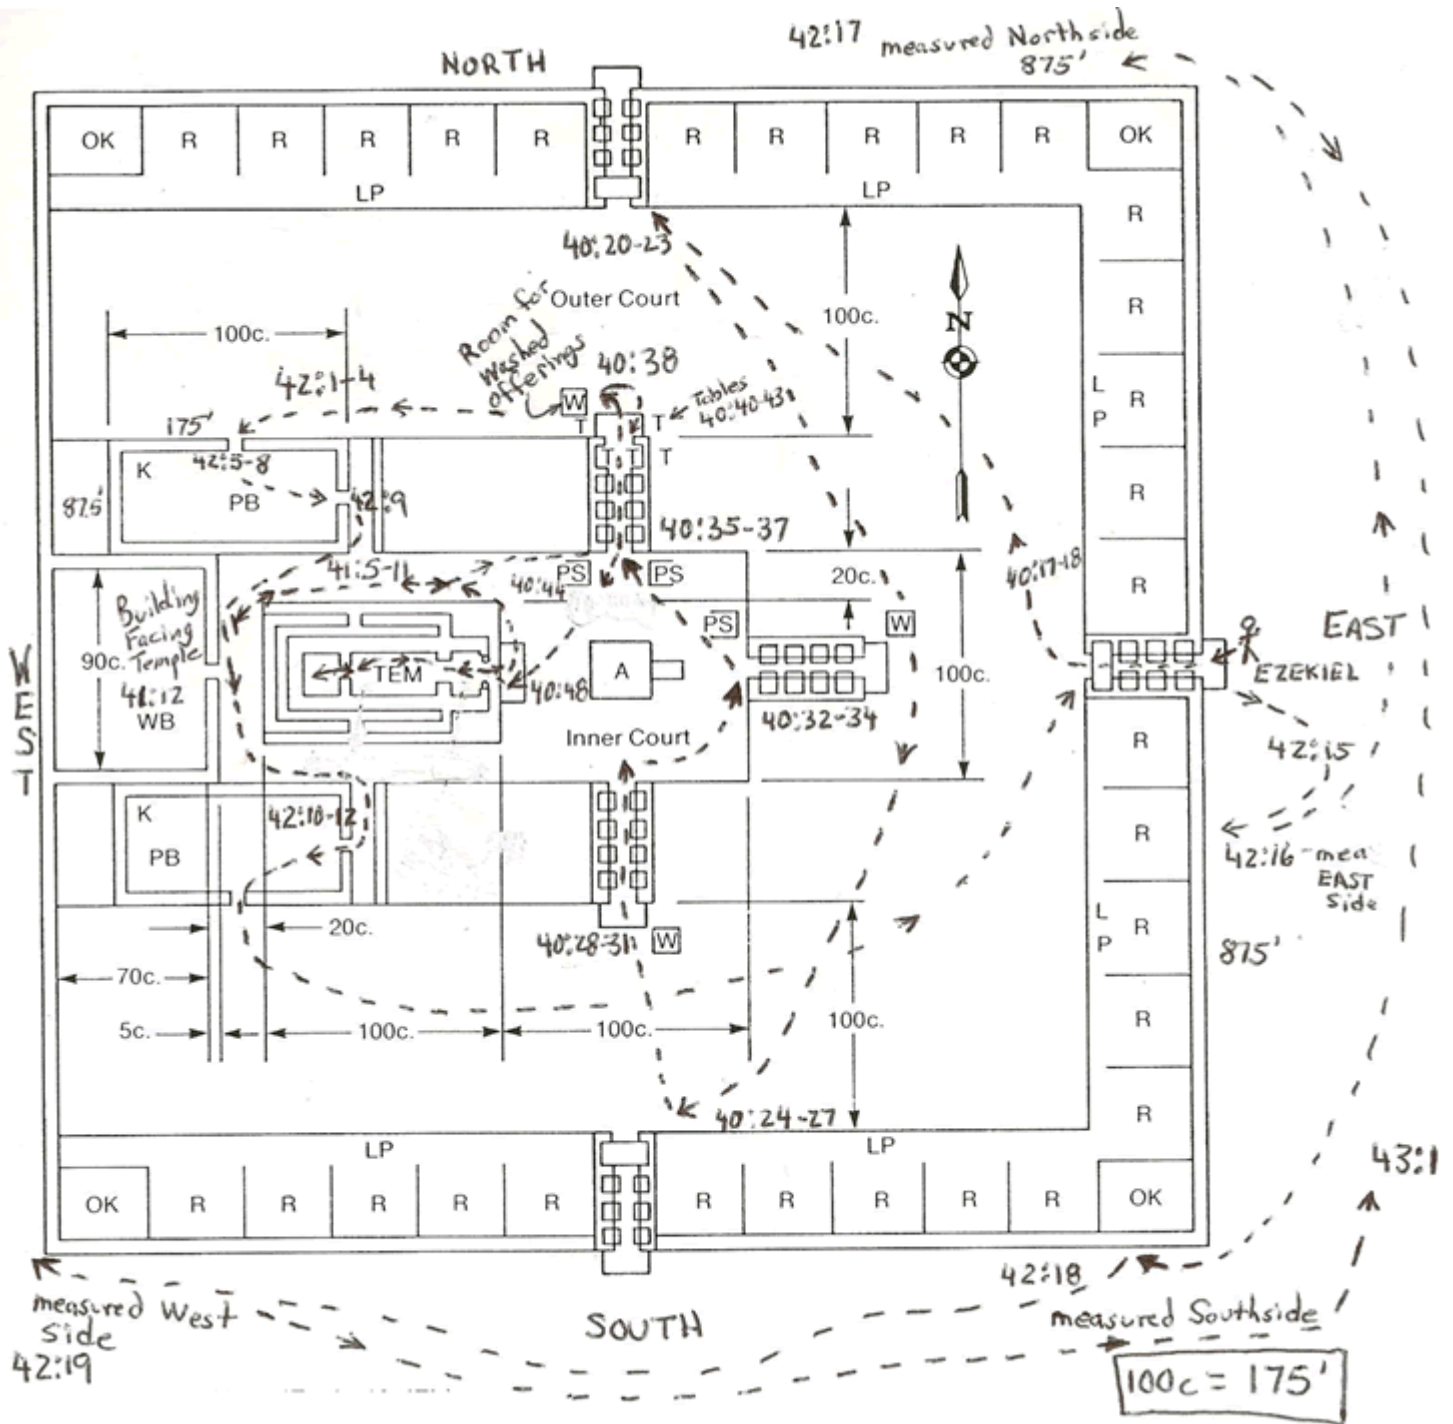 42:17 measured Northside
875'
NORTH
OK R R R R R R R R R R OK
LP LP
R
40:20-23
R
Outer Court
100c.
Room for
Washed
offerings
100c.
N
42:1-4
40:38
W
Tables
40:40-43
L
P
R
175'
T T
42:5-8
K
PB
875'
42:9
T T T
R
40:35-37
41:5-11
40:44
PS PS
20c.
40:17-18
R
Building
Facing
Temple
41:12
WB
90c.
PS
W
EAST
EZEKIEL
WEST
TEM
40:48
A
100c.
40:32-34
Inner Court
R
42:15
K
PB
42:10-12
R
42:16-mea
EAST
Side
20c.
40:28-31
W
L
P
R
875'
70c.
R
5c.
100c.
100c.
100c.
R
40:24-27
LP LP
43:1
OK R R R R R R R R R R OK
42:18
measured West
side
42:19
SOUTH
measured Southside
100c = 175'